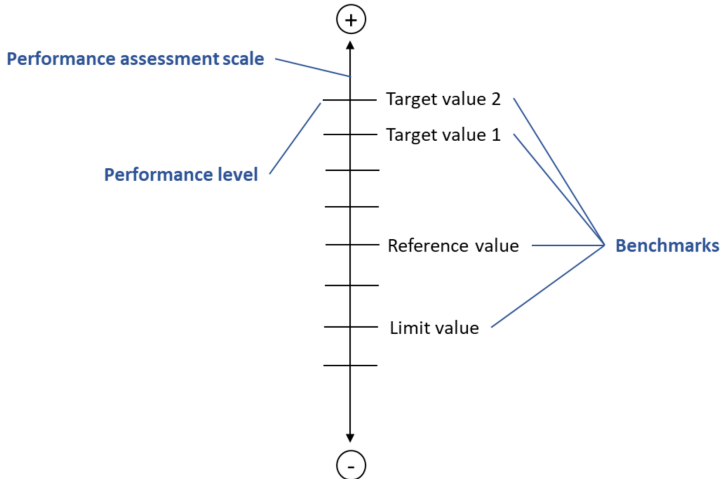 +
Performance assessment scale
Target value 2
Target value 1
Performance level
Reference value
Benchmarks
Limit value
-